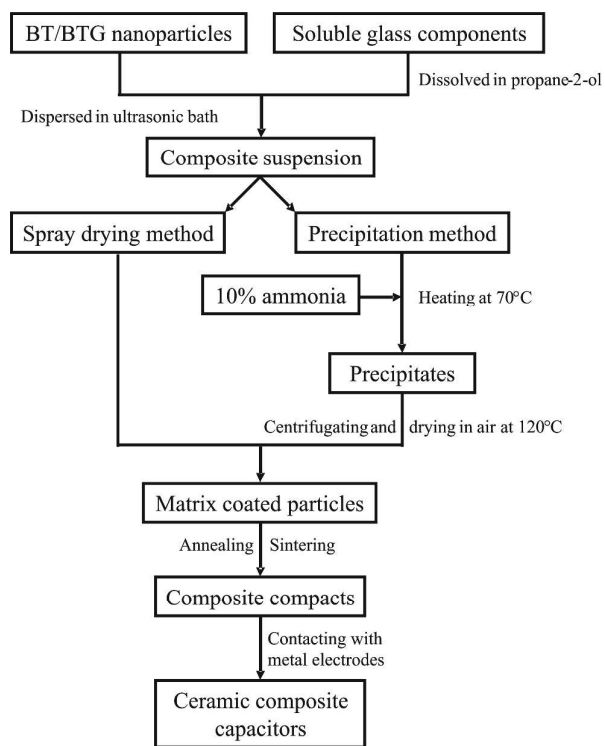 BT/BTG nanoparticles
Soluble glass components
Dissolved in propane-2-ol
Dispersed in ultrasonic bath
Composite suspension
Spray drying method
Precipitation method
10% ammonia
Heating at 70°C
Precipitates
Centrifugating and drying in air at 120°C
Matrix coated particles
Annealing Sintering
Composite compacts
Contacting with
metal electrodes
Ceramic composite
capacitors